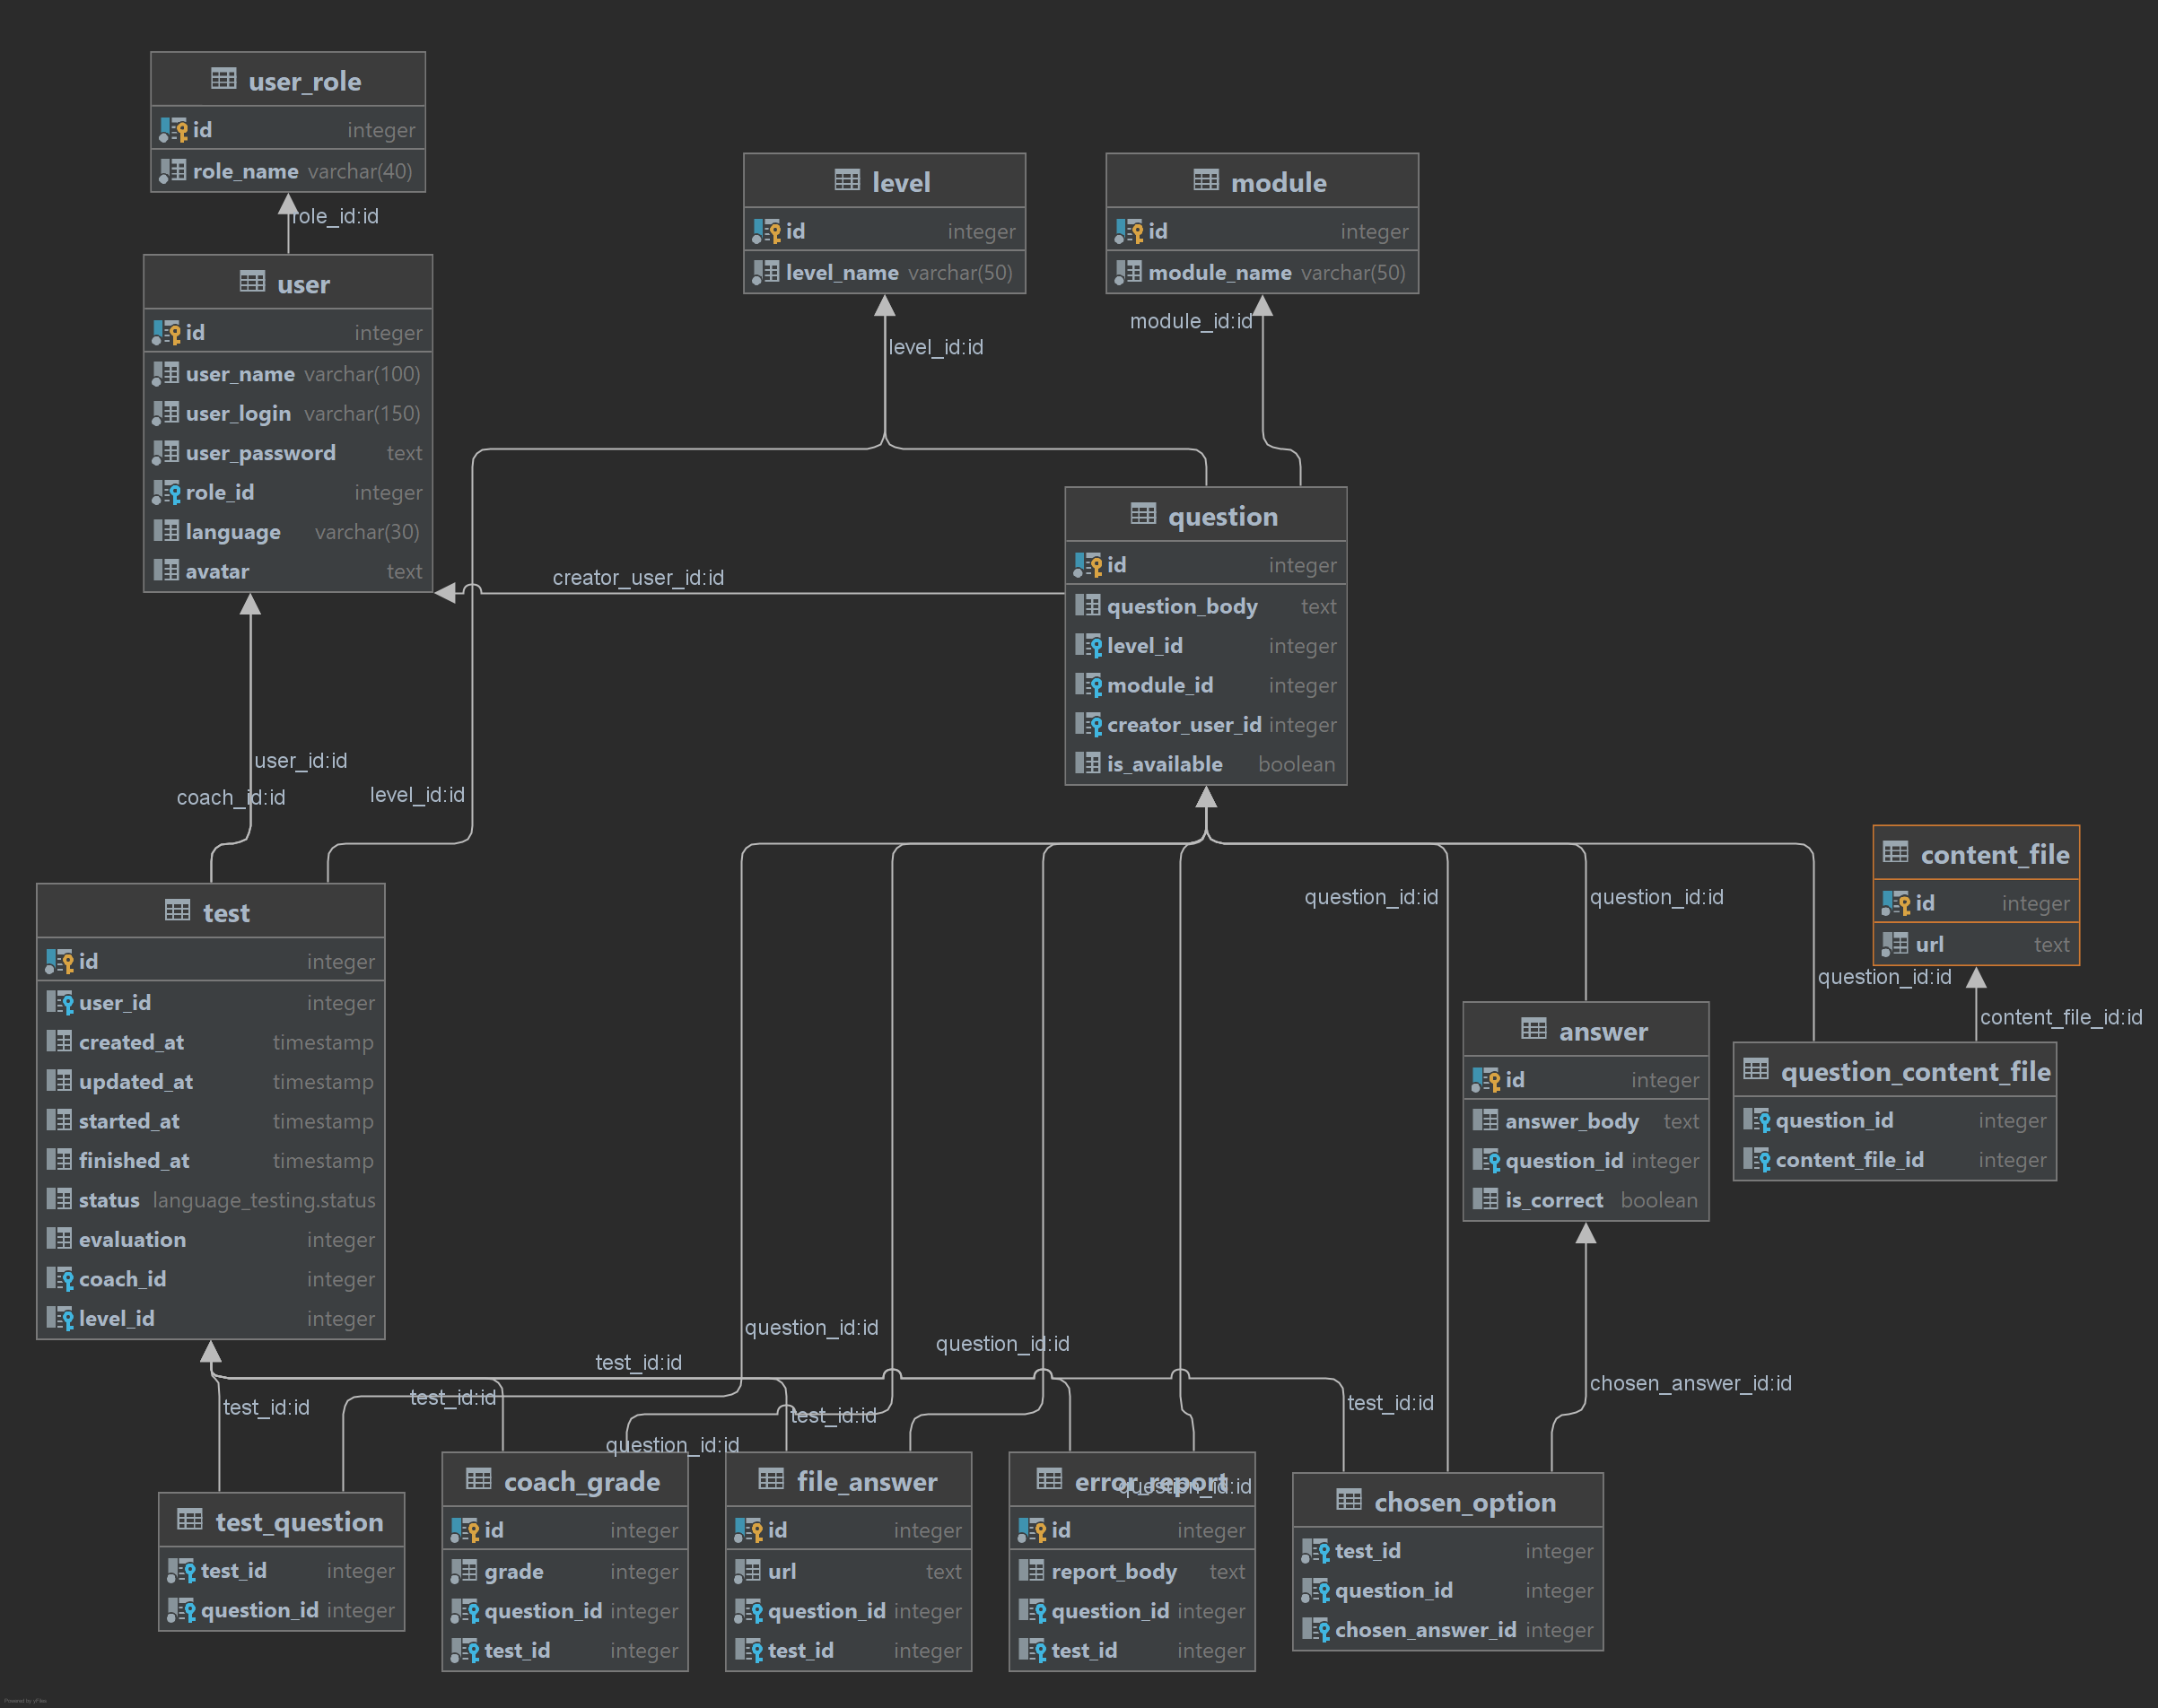 user_role
id integer
role_name varchar(40)
role_id:id
user
id integer
user_name varchar(100)
user_login varchar(150)
user_password text
role_id integer
language varchar(30)
avatar text
level
id integer
level_name varchar(50)
level_id:id
module
id integer
module_name varchar(50)
module_id:id
creator_user_id:id
question
id integer
question_body text
level_id integer
module_id integer
creator_user_id integer
is_available boolean
user_id:id
coach_id:id
level_id:id
test
id integer
user_id integer
created_at timestamp
updated_at timestamp
started_at timestamp
finished_at timestamp
status language_testing.status
evaluation integer
coach_id integer
level_id integer
question_id:id
question_id:id
content_file
id integer
url text
question_id:id
content_file_id:id
answer
id integer
answer_body text
question_id integer
is_correct boolean
question_content_file
question_id integer
content_file_id integer
question_id:id
question_id:id
test_id:id
test_id:id
test_id:id
test_id:id
test_id:id
chosen_answer_id:id
question_id:id
question_id:id
test_question
test_id integer
question_id integer
coach_grade
id integer
grade integer
question_id integer
test_id integer
file_answer
id integer
url text
question_id integer
test_id integer
error_report
id integer
report_body text
question_id integer
test_id integer
chosen_option
test_id integer
question_id integer
chosen_answer_id integer
Powered by yFiles